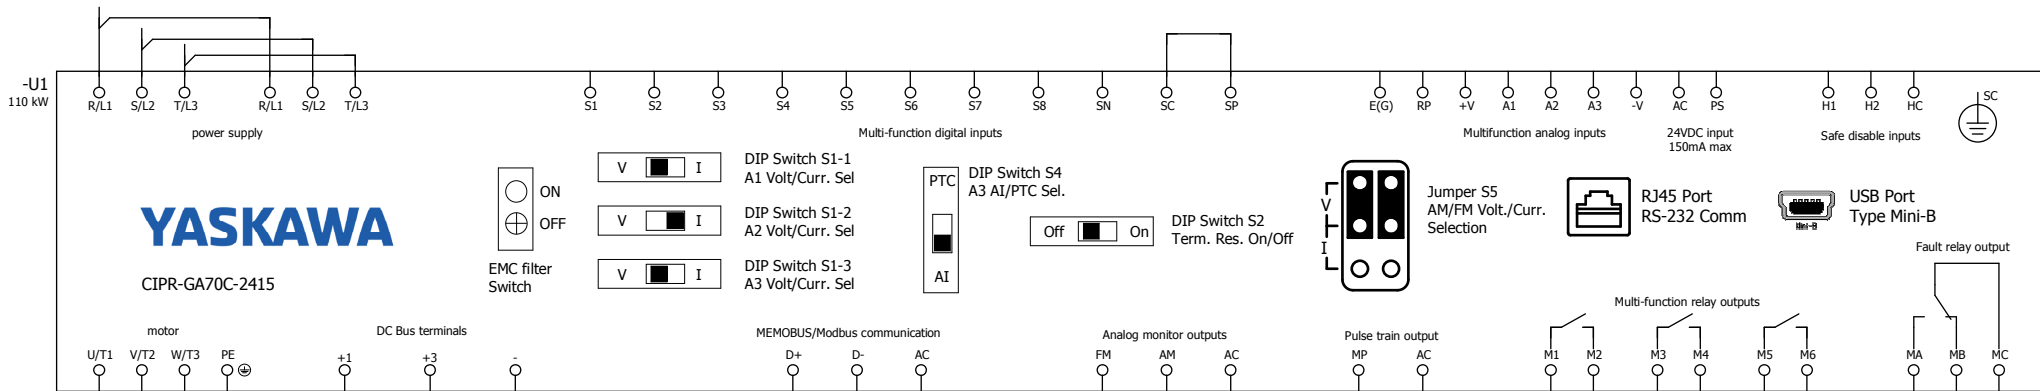 -U1
110 kW
R/L1 S/L2 T/L3 R/L1 S/L2 T/L3
power supply
S1 S2 S3 S4 S5 S6 S7 S8 SN SC SP
Multi-function digital inputs
E(G) RP +V A1 A2 A3 -V AC PS
Multifunction analog inputs
24VDC input
150mA max
H1 H2 HC
Safe disable inputs
SC
YASKAWA
CIPR-GA70C-2415
ON
OFF
EMC filter
Switch
V I
DIP Switch S1-1
A1 Volt/Curr. Sel
V I
DIP Switch S1-2
A2 Volt/Curr. Sel
V I
DIP Switch S1-3
A3 Volt/Curr. Sel
PTC
AI
DIP Switch S4
A3 AI/PTC Sel.
Off On
DIP Switch S2
Term. Res. On/Off
V
I
Jumper S5
AM/FM Volt./Curr.
Selection
RJ45 Port
RS-232 Comm
Mini-B
USB Port
Type Mini-B
Fault relay output
motor
U/T1 V/T2 W/T3 PE
DC Bus terminals
+1 +3 -
MEMOBUS/Modbus communication
D+ D- AC
Analog monitor outputs
FM AM AC
Pulse train output
MP AC
Multi-function relay outputs
M1 M2 M3 M4 M5 M6
MA MB MC